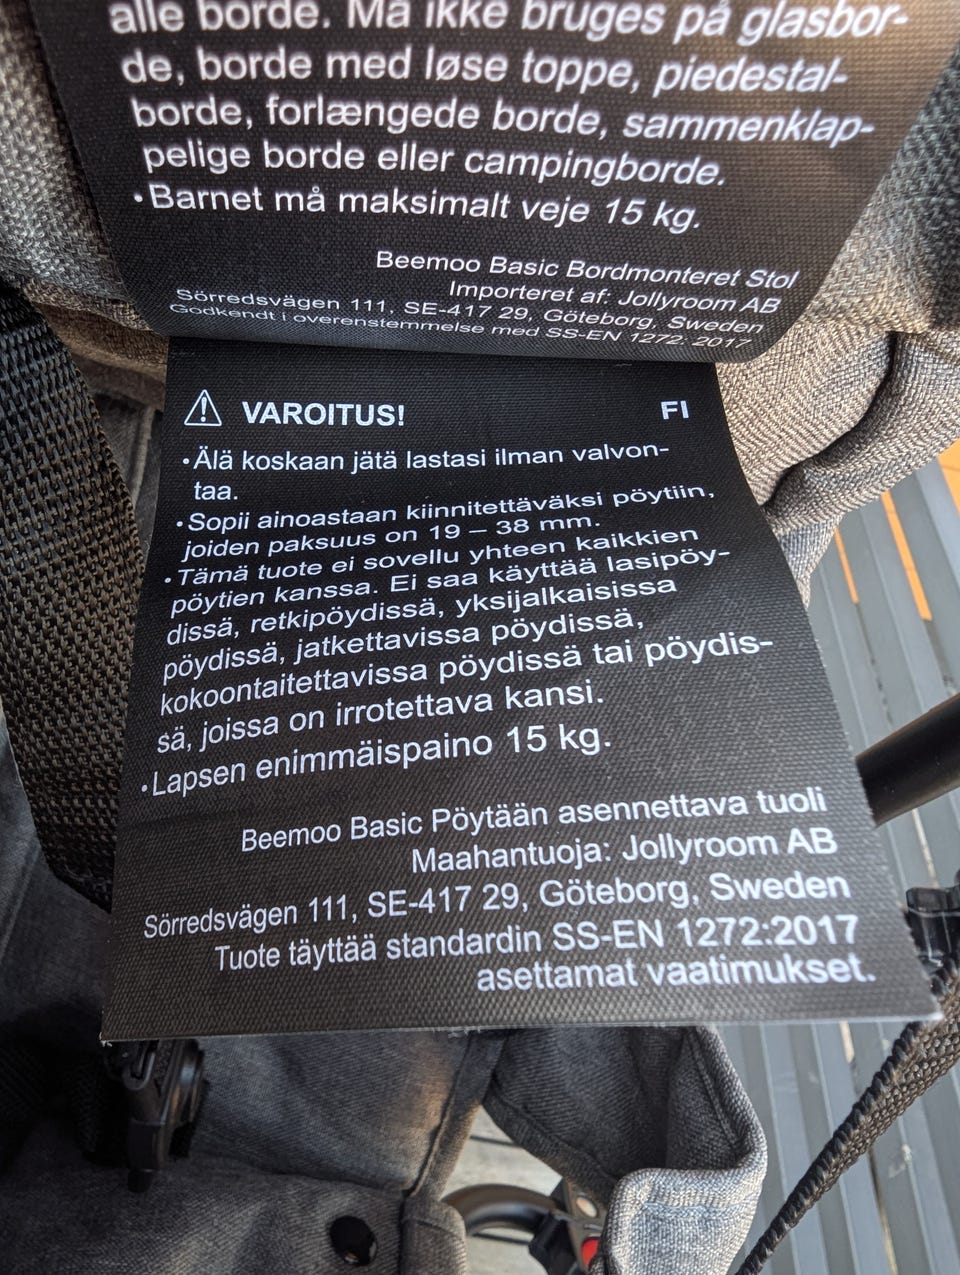 alle borde. Må ikke bruges på glasbor-
de, borde med løse toppe, piedestal-
borde, forlængede borde, sammenklap-
pelige borde eller campingborde.
•Barnet må maksimalt veje 15 kg.
Beemoo Basic Bordmonteret Stol
Importeret af: Jollyroom AB
Sörredsvägen 111, SE-417 29, Göteborg, Sweden
Godkendt i overenstemmelse med SS-EN 1272: 2017
⚠ VAROITUS! FI
•Älä koskaan jätä lastasi ilman valvon-
taa.
•Sopii ainoastaan kiinnitettäväksi pöytiin,
joiden paksuus on 19 – 38 mm.
•Tämä tuote ei sovellu yhteen kaikkien
pöytien kanssa. Ei saa käyttää lasipöy-
dissä, retkipöydissä, yksijalkaisissa
pöydissä, jatkettavissa pöydissä,
kokoontaitettavissa pöydissä tai pöydis-
sä, joissa on irrotettava kansi.
•Lapsen enimmäispaino 15 kg.
Beemoo Basic Pöytään asennettava tuoli
Maahantuoja: Jollyroom AB
Sörredsvägen 111, SE-417 29, Göteborg, Sweden
Tuote täyttää standardin SS-EN 1272:2017
asettamat vaatimukset.